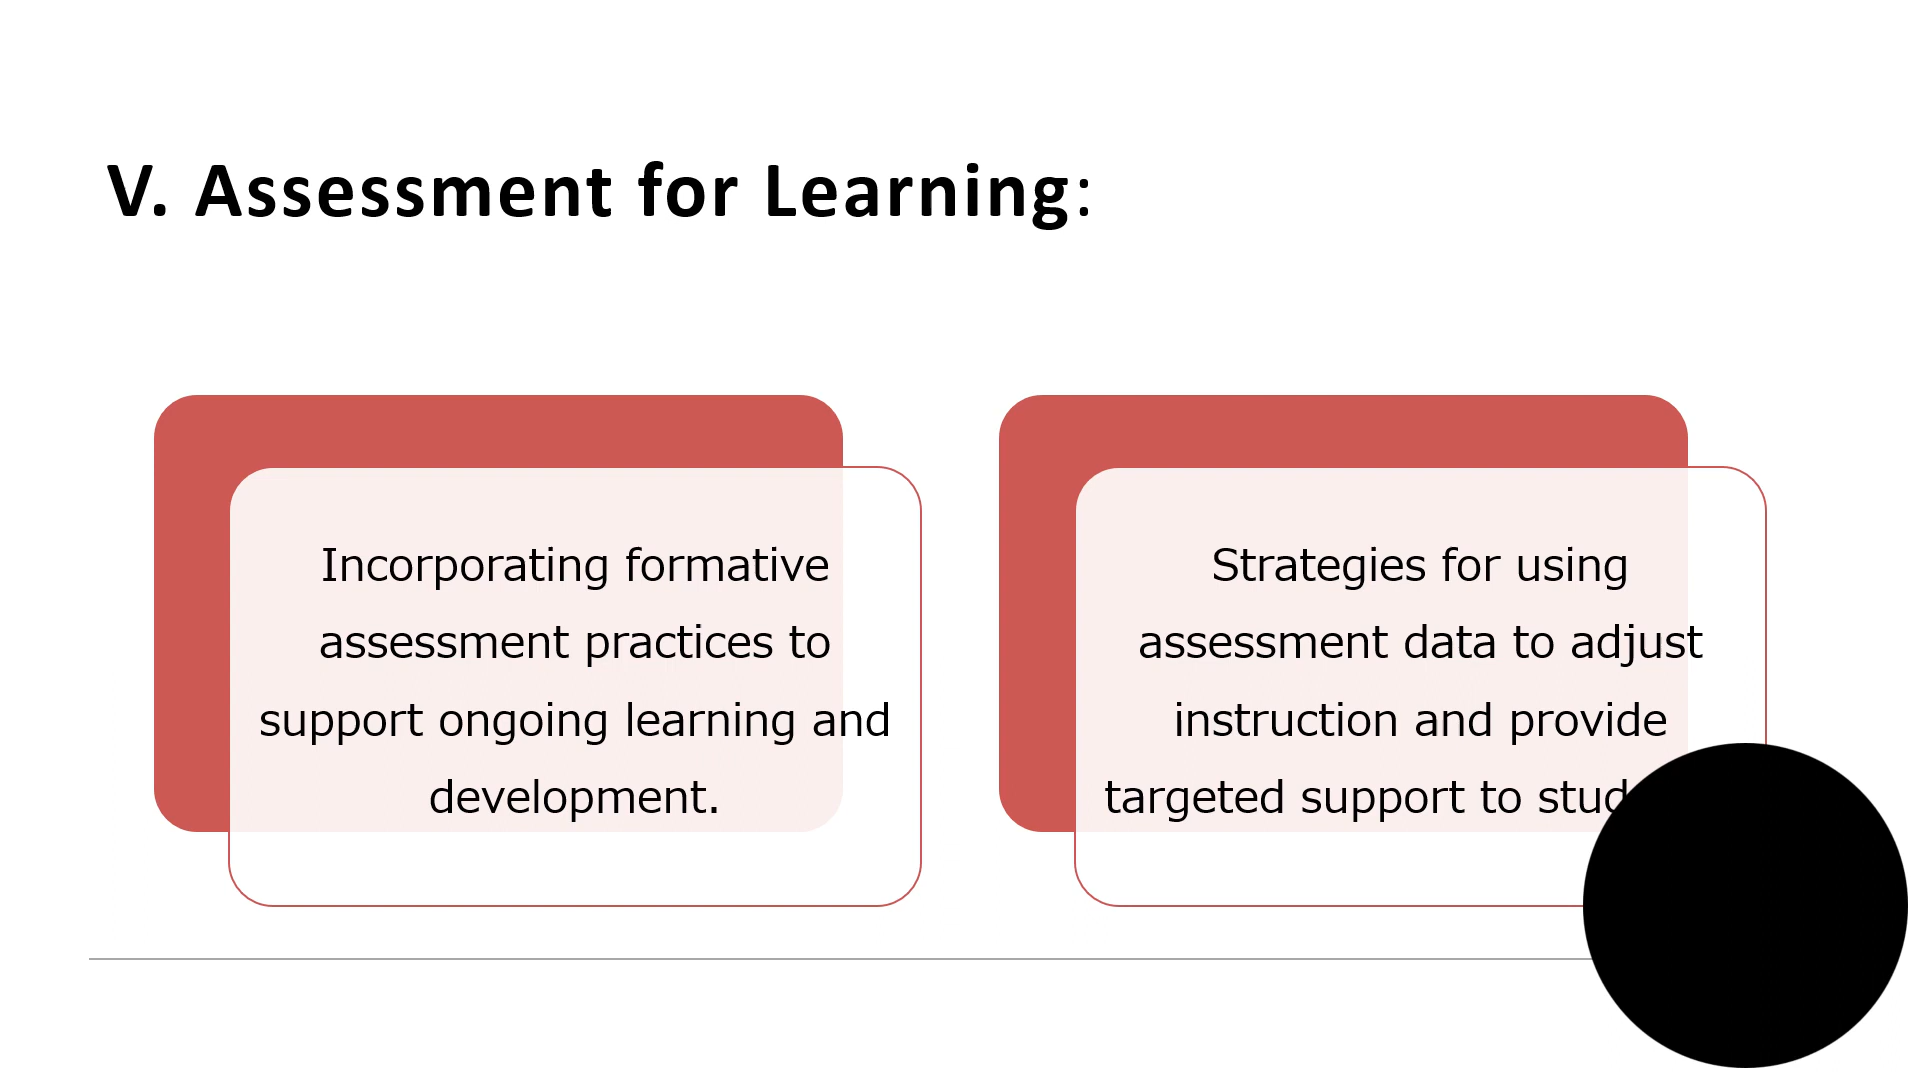 V. Assessment for Learning:
Incorporating formative
assessment practices to
support ongoing learning and
development.
Strategies for using
assessment data to adjust
instruction and provide
targeted support to